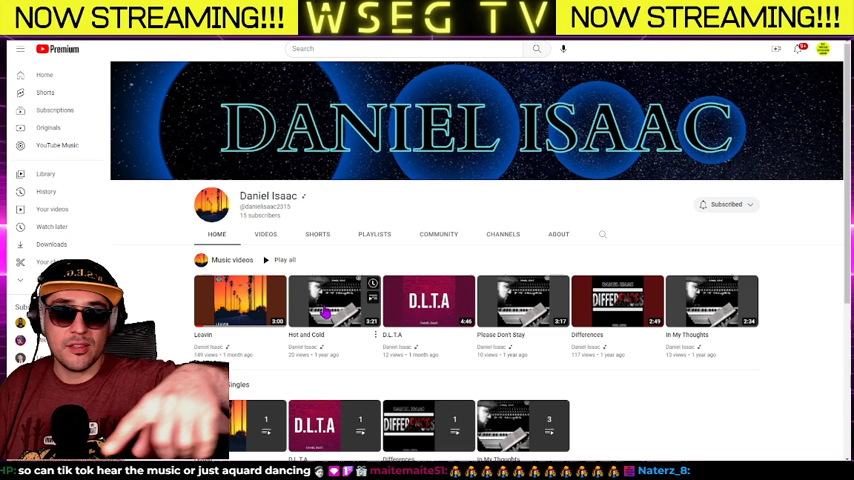 NOW STREAMING!!! WSEG TV NOW STREAMING!!!
Premium
Search
9+
Home
Shorts
Subscriptions
Originals
YouTube Music
Library
History
Your videos
Watch later
Downloads
DANIEL ISAAC
Daniel Isaac
@danielisaac2315
15 subscribers
Subscribed
HOME VIDEOS SHORTS PLAYLISTS COMMUNITY CHANNELS ABOUT
Music videos Play all
3:00 3:21 4:46 3:17 2:49 2:34
D.L.T.A
Leavin Hot and Cold D.L.T.A Please Don't Stay Differences In My Thoughts
Daniel Isaac Daniel Isaac Daniel Isaac Daniel Isaac Daniel Isaac Daniel Isaac
149 views • 1 month ago 20 views • 1 year ago 12 views • 1 month ago 10 views • 1 year ago 117 views • 1 year ago 13 views • 1 year ago
Singles
1 D.L.T.A 1 1 3
D.L.T.A Differences In My Thoughts
W.S.E.G.
HP: so can tik tok hear the music or just aquard dancing maitemaite51: Naterz_8: